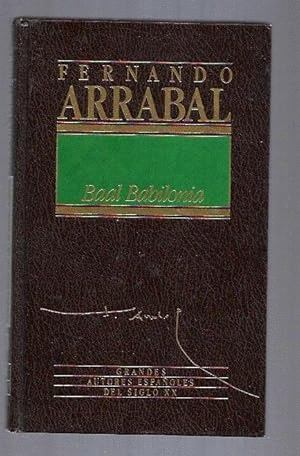 FERNANDO
ARRABAL
Baal Babilonia
GRANDES
AUTORES ESPAÑOLES
DEL SIGLO XX